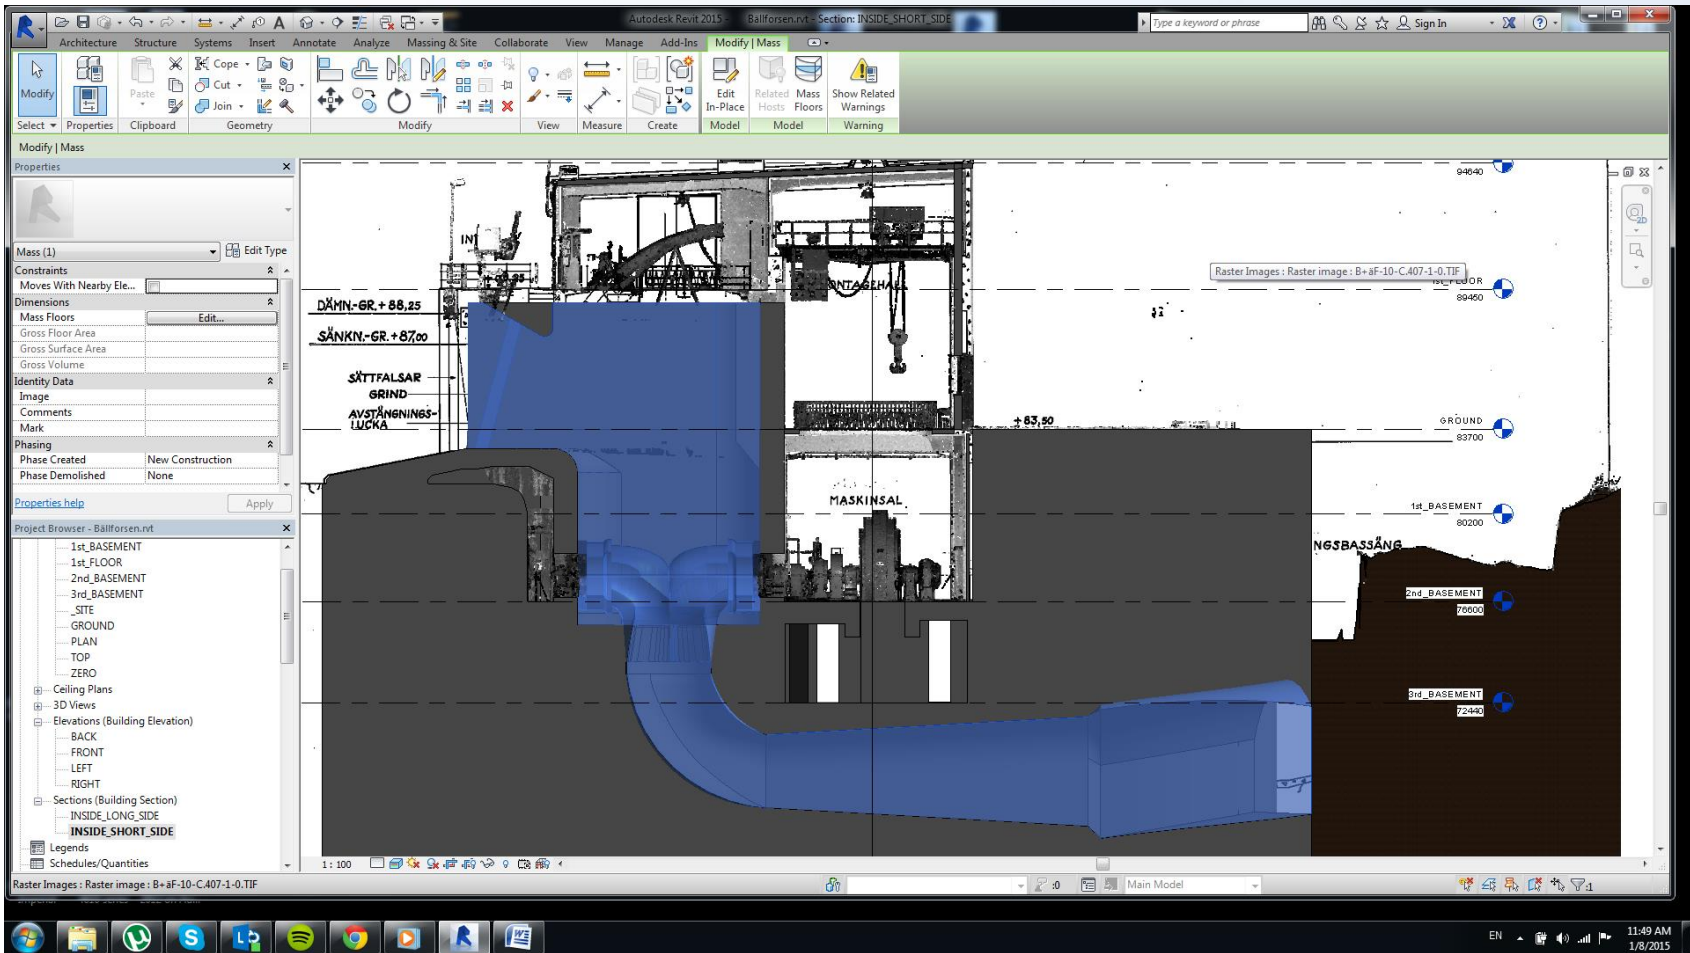 Autodesk Revit 2015 - Bällforsen.rvt - Section: INSIDE_SHORT_SIDE
Type a keyword or phrase
Sign In
Architecture Structure Systems Insert Annotate Analyze Massing & Site Collaborate View Manage Add-Ins Modify | Mass
Modify
Paste
Cope
Cut
Join
Edit In-Place
Related Hosts
Mass Floors
Show Related Warnings
Select Properties Clipboard Geometry Modify View Measure Create Model Model Warning
Modify | Mass
Properties
Mass (1)
Edit Type
Constraints
Moves With Nearby Ele...
Dimensions
Mass Floors Edit...
Gross Floor Area
Gross Surface Area
Gross Volume
Identity Data
Image
Comments
Mark
Phasing
Phase Created New Construction
Phase Demolished None
Properties help Apply
Project Browser - Bällforsen.rvt
1st_BASEMENT
1st_FLOOR
2nd_BASEMENT
3rd_BASEMENT
_SITE
GROUND
PLAN
TOP
ZERO
Ceiling Plans
3D Views
Elevations (Building Elevation)
BACK
FRONT
LEFT
RIGHT
Sections (Building Section)
INSIDE_LONG_SIDE
INSIDE_SHORT_SIDE
Legends
Schedules/Quantities
DÄMN.-GR.+88,25
SÄNKN.-GR.+87,00
SÄTTFALSAR
GRIND
AVSTÄNGNINGS-
LUCKA
ONTAGEHALL
MASKINSAL
+83,50
NGSBASSÄNG
94640
Raster Images : Raster image : B+äF-10-C.407-1-0.TIF
1st_FLOOR
89450
GROUND
83700
1st_BASEMENT
80200
2nd_BASEMENT
76600
3rd_BASEMENT
72440
1 : 100
Raster Images : Raster image : B+äF-10-C.407-1-0.TIF
:0
Main Model
:1
EN
11:49 AM
1/8/2015